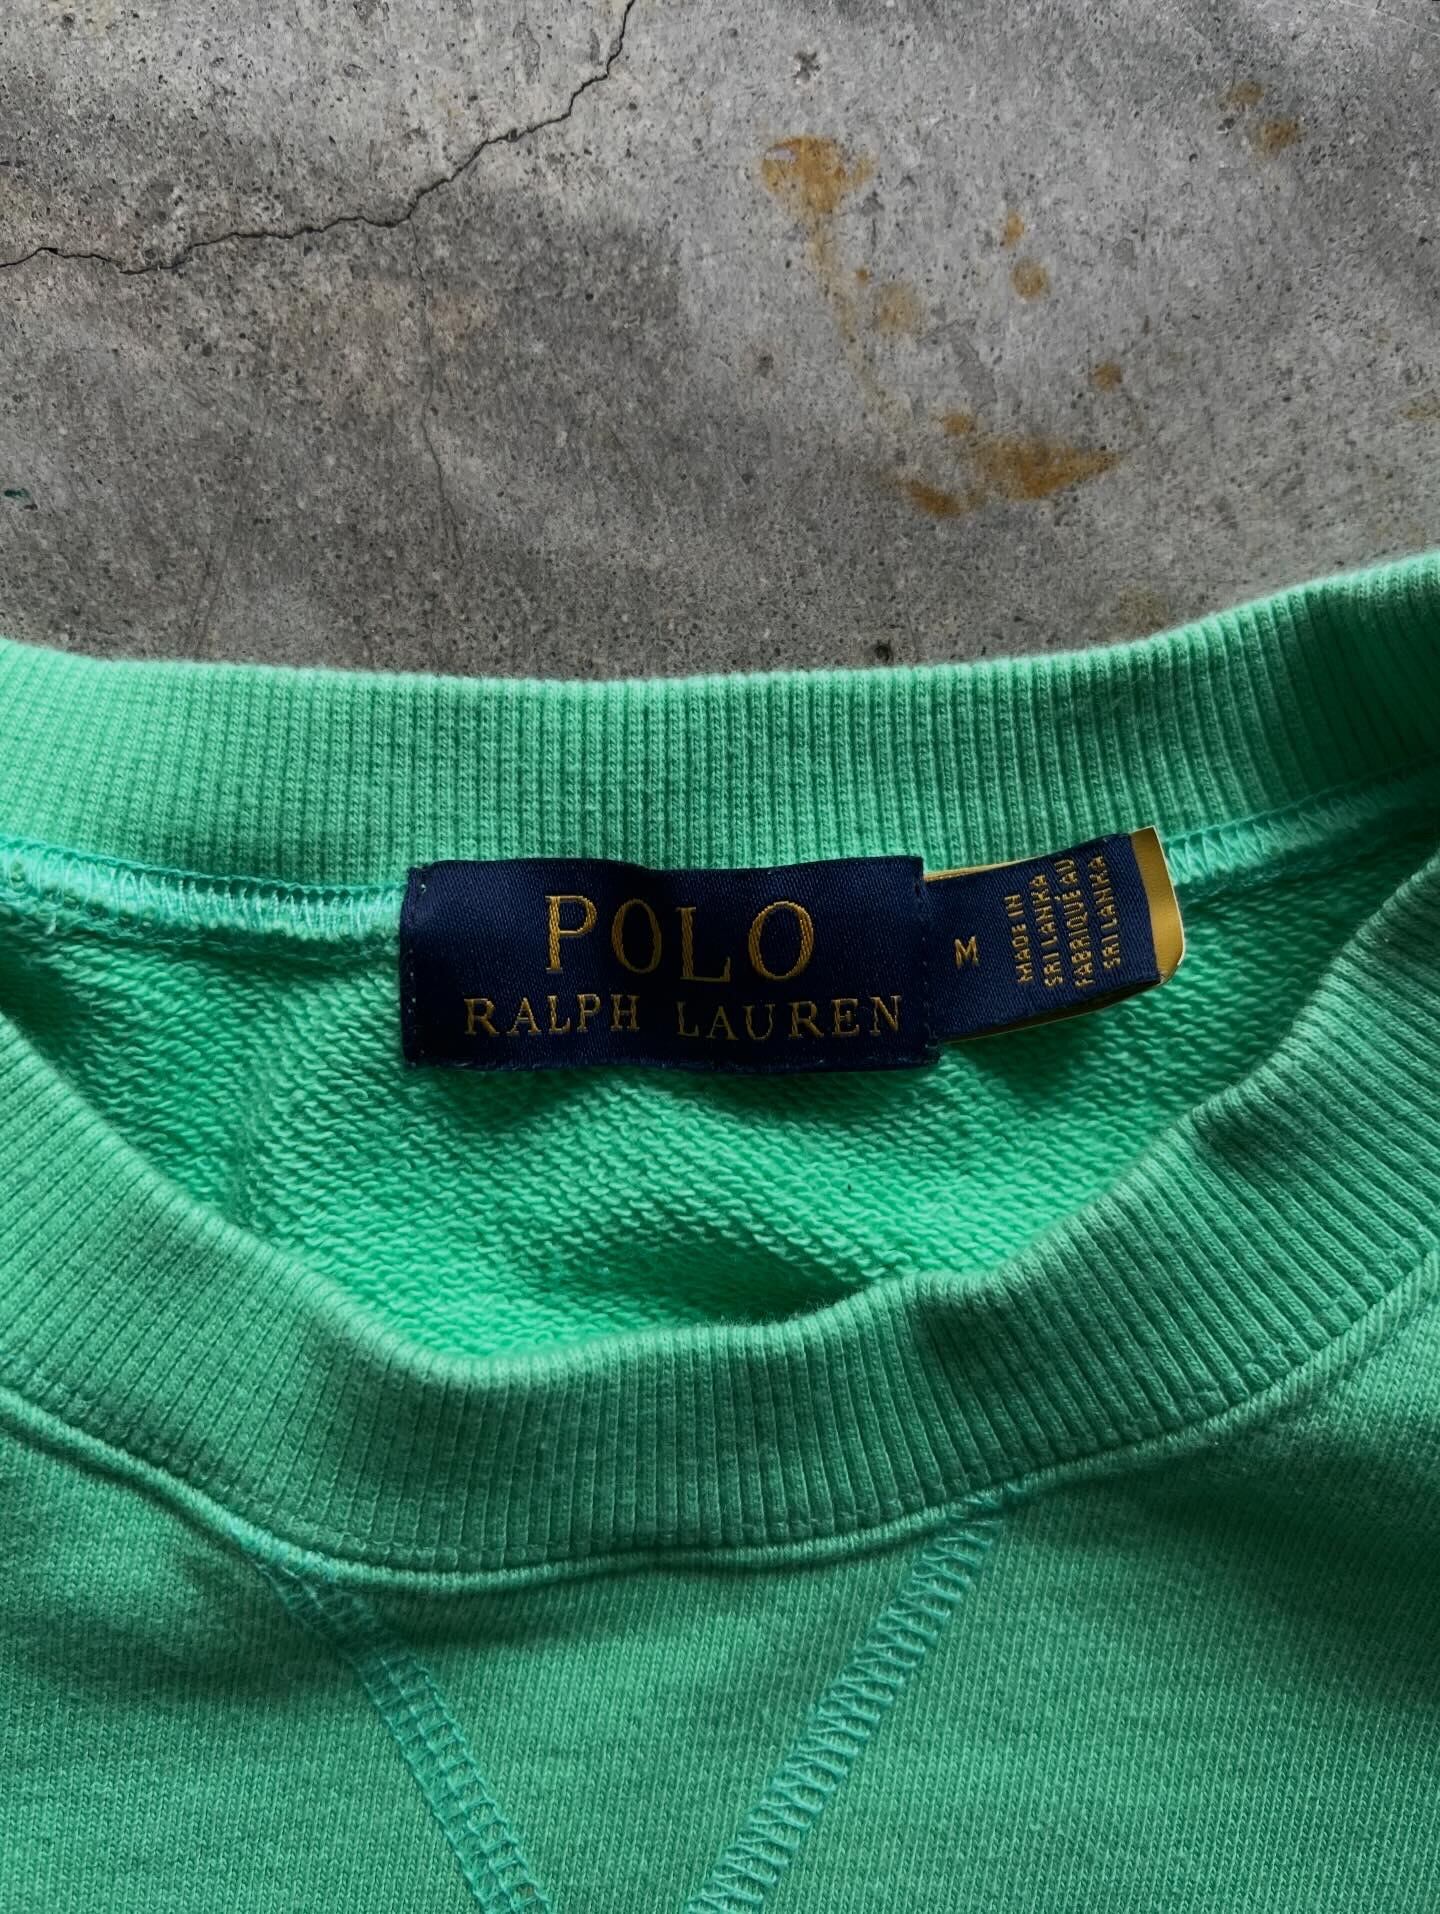 POLO
RALPH LAUREN
M
MADE IN
SRI LANKA
FABRIQUÉ AU
SRI LANKA